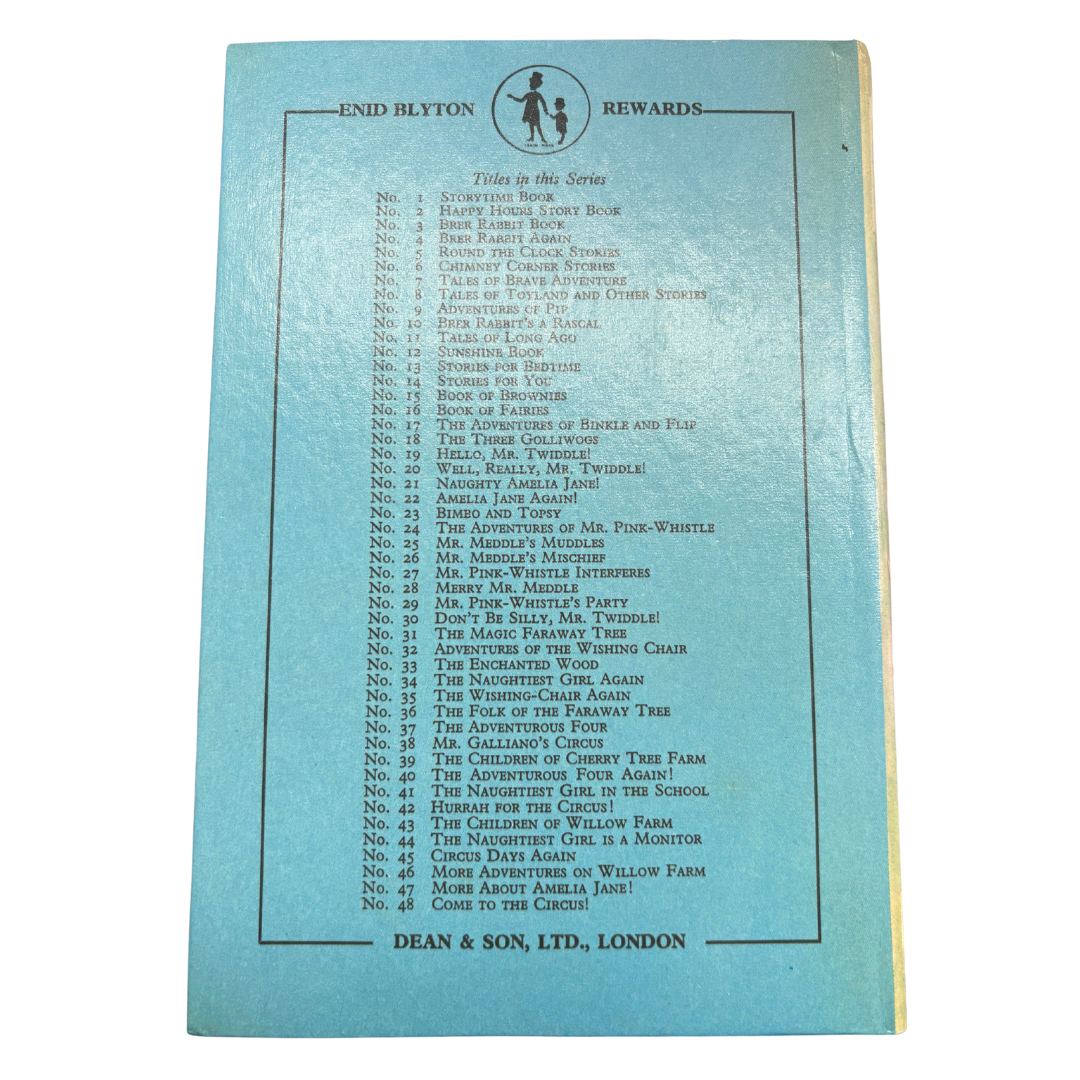 ENID BLYTON REWARDS
TRADE MARK
Titles in this Series
No. 1 STORYTIME BOOK
No. 2 HAPPY HOURS STORY BOOK
No. 3 BRER RABBIT BOOK
No. 4 BRER RABBIT AGAIN
No. 5 ROUND THE CLOCK STORIES
No. 6 CHIMNEY CORNER STORIES
No. 7 TALES OF BRAVE ADVENTURE
No. 8 TALES OF TOYLAND AND OTHER STORIES
No. 9 ADVENTURES OF PIP
No. 10 BRER RABBIT'S A RASCAL
No. 11 TALES OF LONG AGO
No. 12 SUNSHINE BOOK
No. 13 STORIES FOR BEDTIME
No. 14 STORIES FOR YOU
No. 15 BOOK OF BROWNIES
No. 16 BOOK OF FAIRIES
No. 17 THE ADVENTURES OF BINKLE AND FLIP
No. 18 THE THREE GOLLIWOGS
No. 19 HELLO, MR. TWIDDLE!
No. 20 WELL, REALLY, MR. TWIDDLE!
No. 21 NAUGHTY AMELIA JANE!
No. 22 AMELIA JANE AGAIN!
No. 23 BIMBO AND TOPSY
No. 24 THE ADVENTURES OF MR. PINK-WHISTLE
No. 25 MR. MEDDLE'S MUDDLES
No. 26 MR. MEDDLE'S MISCHIEF
No. 27 MR. PINK-WHISTLE INTERFERES
No. 28 MERRY MR. MEDDLE
No. 29 MR. PINK-WHISTLE'S PARTY
No. 30 DON'T BE SILLY, MR. TWIDDLE!
No. 31 THE MAGIC FARAWAY TREE
No. 32 ADVENTURES OF THE WISHING CHAIR
No. 33 THE ENCHANTED WOOD
No. 34 THE NAUGHTIEST GIRL AGAIN
No. 35 THE WISHING-CHAIR AGAIN
No. 36 THE FOLK OF THE FARAWAY TREE
No. 37 THE ADVENTUROUS FOUR
No. 38 MR. GALLIANO'S CIRCUS
No. 39 THE CHILDREN OF CHERRY TREE FARM
No. 40 THE ADVENTUROUS FOUR AGAIN!
No. 41 THE NAUGHTIEST GIRL IN THE SCHOOL
No. 42 HURRAH FOR THE CIRCUS!
No. 43 THE CHILDREN OF WILLOW FARM
No. 44 THE NAUGHTIEST GIRL IS A MONITOR
No. 45 CIRCUS DAYS AGAIN
No. 46 MORE ADVENTURES ON WILLOW FARM
No. 47 MORE ABOUT AMELIA JANE!
No. 48 COME TO THE CIRCUS!
DEAN & SON, LTD., LONDON